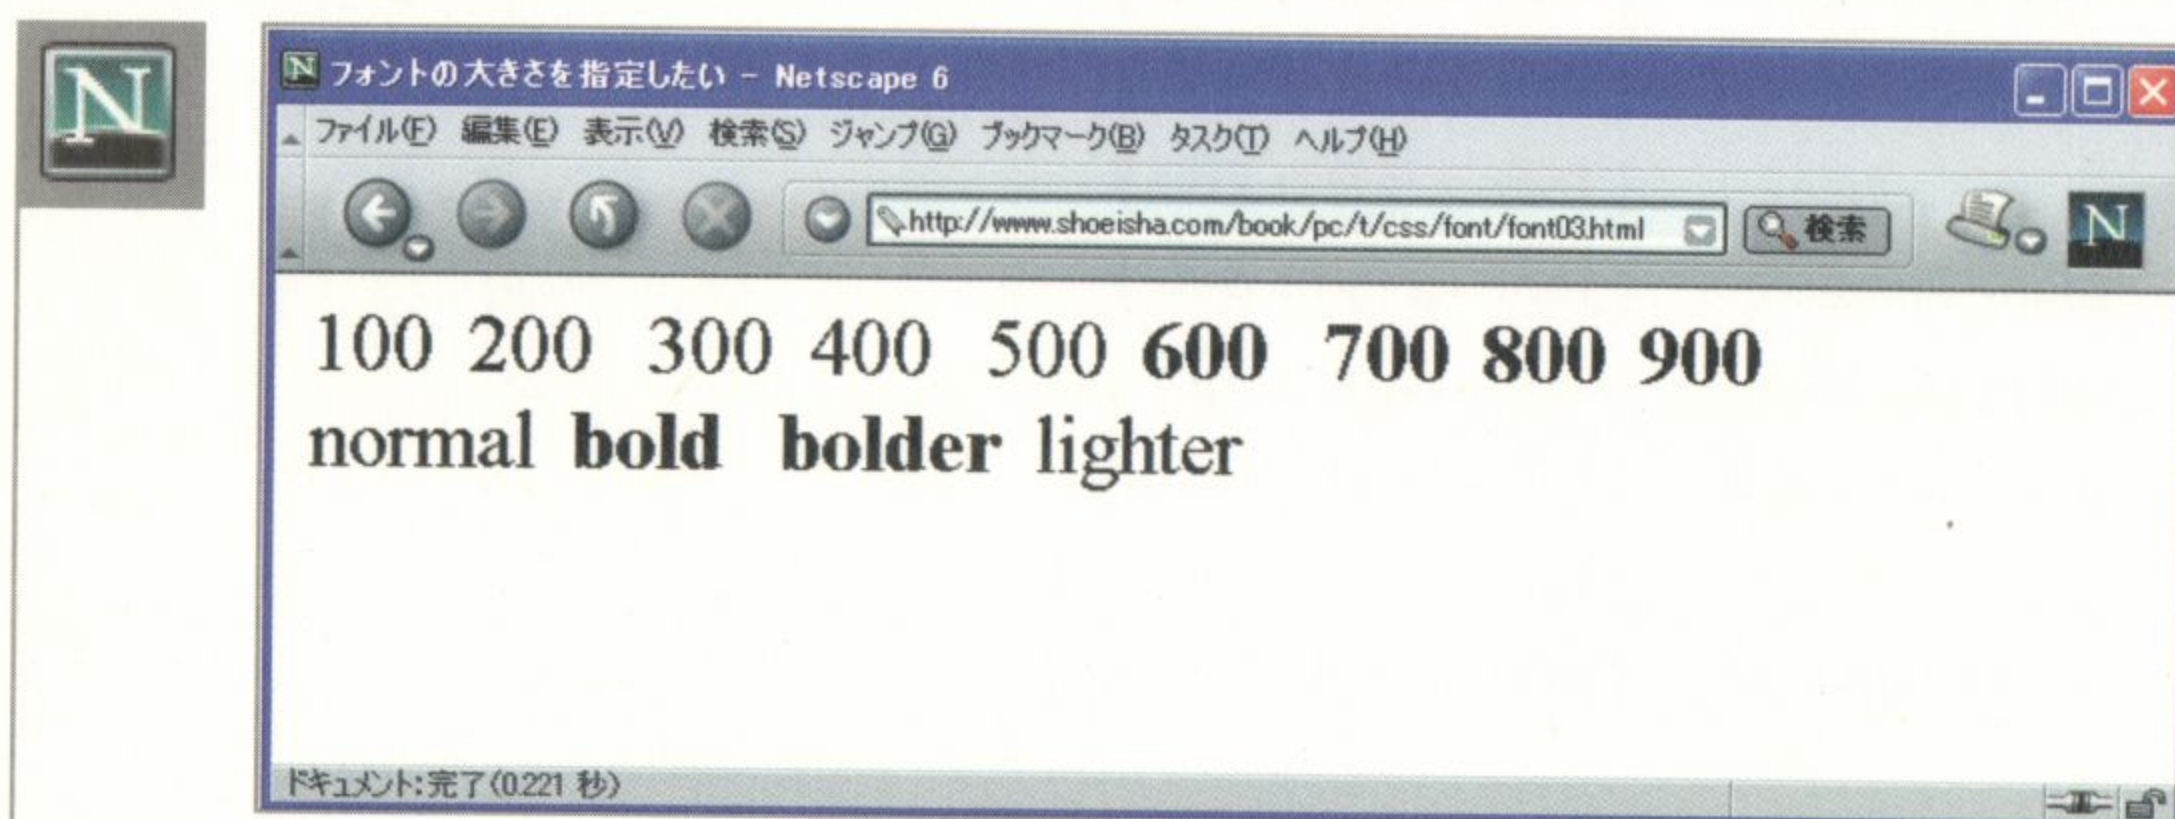 N
フォントの大きさを指定したい - Netscape 6
ファイル(F) 編集(E) 表示(V) 検索(S) ジャンプ(G) ブックマーク(B) タスク(T) ヘルプ(H)
http://www.shoeisha.com/book/pc/t/css/font/font03.html 検索 N
100 200 300 400 500 600 700 800 900
normal bold bolder lighter
ドキュメント:完了(0.221 秒)